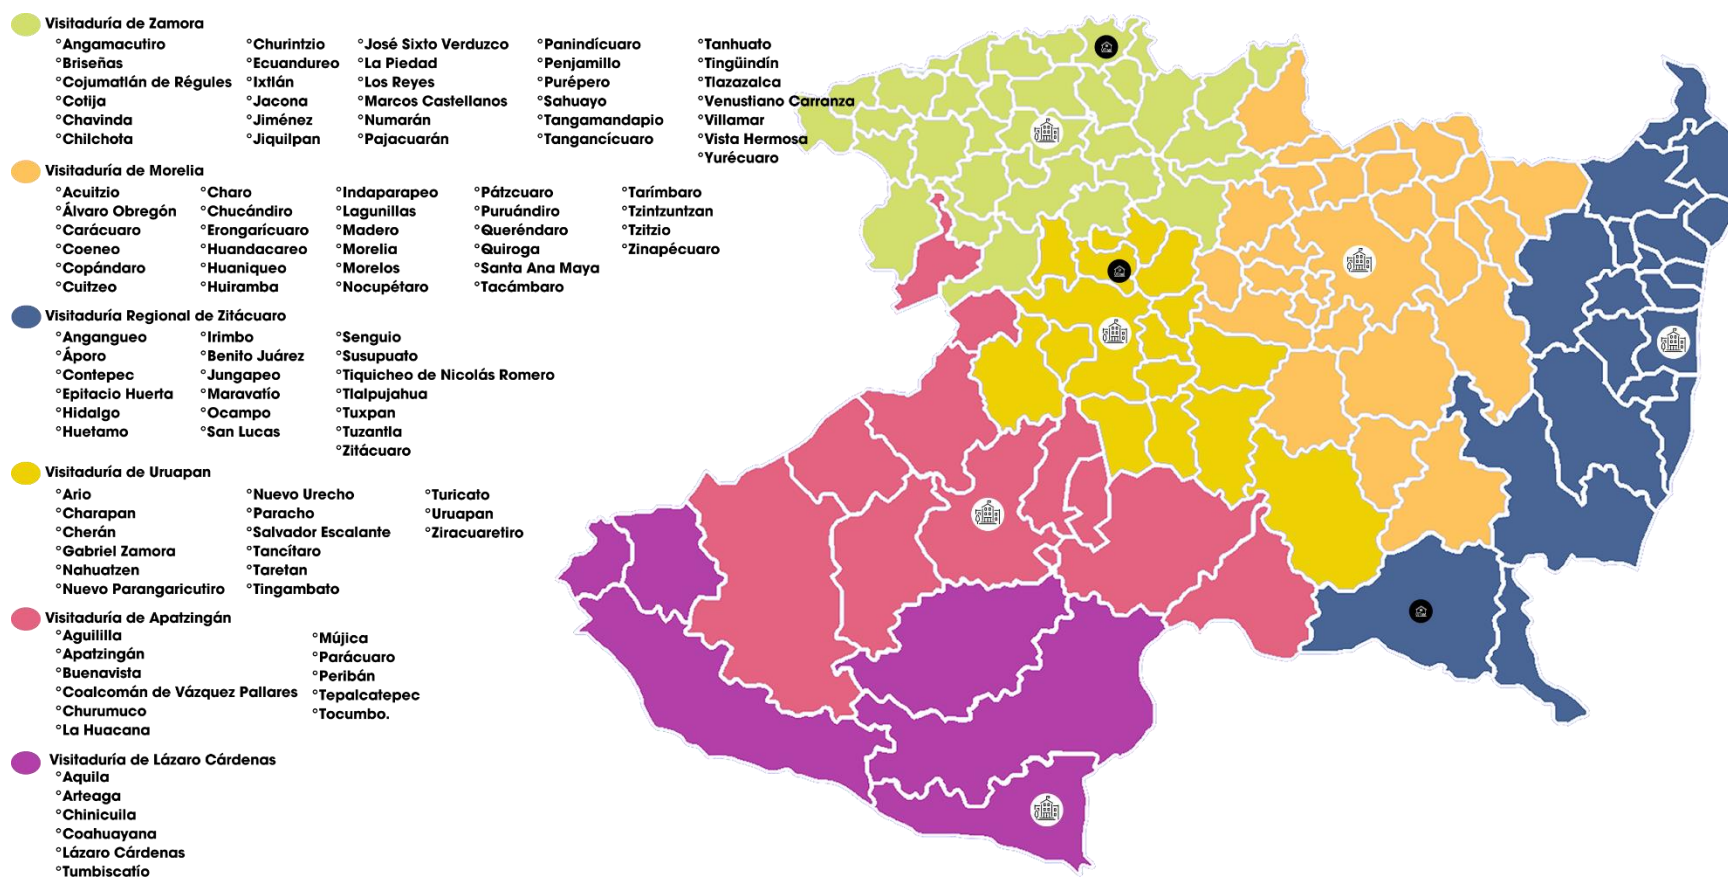 Visitaduría de Zamora
°Angamacutiro
°Briseñas
°Cojumatlán de Régules
°Cotija
°Chavinda
°Chilchota
°Churintzio
°Ecuandureo
°Ixtlán
°Jacona
°Jiménez
°Jiquilpan
°José Sixto Verduzco
°La Piedad
°Los Reyes
°Marcos Castellanos
°Numarán
°Pajacuarán
°Panindícuaro
°Penjamillo
°Purépero
°Sahuayo
°Tangamandapio
°Tangancícuaro
°Tanhuato
°Tingüindín
°Tlazazalca
°Venustiano Carranza
°Villamar
°Vista Hermosa
°Yurécuaro
Visitaduría de Morelia
°Acuitzio
°Álvaro Obregón
°Carácuaro
°Coeneo
°Copándaro
°Cuitzeo
°Charo
°Chucándiro
°Erongarícuaro
°Huandacareo
°Huaniqueo
°Huiramba
°Indaparapeo
°Lagunillas
°Madero
°Morelia
°Morelos
°Nocupétaro
°Pátzcuaro
°Puruándiro
°Queréndaro
°Quiroga
°Santa Ana Maya
°Tacámbaro
°Tarímbaro
°Tzintzuntzan
°Tzitzio
°Zinapécuaro
Visitaduría Regional de Zitácuaro
°Angangueo
°Áporo
°Contepec
°Epitacio Huerta
°Hidalgo
°Huetamo
°Irimbo
°Benito Juárez
°Jungapeo
°Maravatío
°Ocampo
°San Lucas
°Senguio
°Susupuato
°Tiquicheo de Nicolás Romero
°Tlalpujahua
°Tuxpan
°Tuzantla
°Zitácuaro
Visitaduría de Uruapan
°Ario
°Charapan
°Cherán
°Gabriel Zamora
°Nahuatzen
°Nuevo Parangaricutiro
°Nuevo Urecho
°Paracho
°Salvador Escalante
°Tancítaro
°Taretan
°Tingambato
°Turicato
°Uruapan
°Ziracuaretiro
Visitaduría de Apatzingán
°Aguililla
°Apatzingán
°Buenavista
°Coalcomán de Vázquez Pallares
°Churumuco
°La Huacana
°Mújica
°Parácuaro
°Peribán
°Tepalcatepec
°Tocumbo.
Visitaduría de Lázaro Cárdenas
°Aquila
°Arteaga
°Chinicuila
°Coahuayana
°Lázaro Cárdenas
°Tumbiscatío